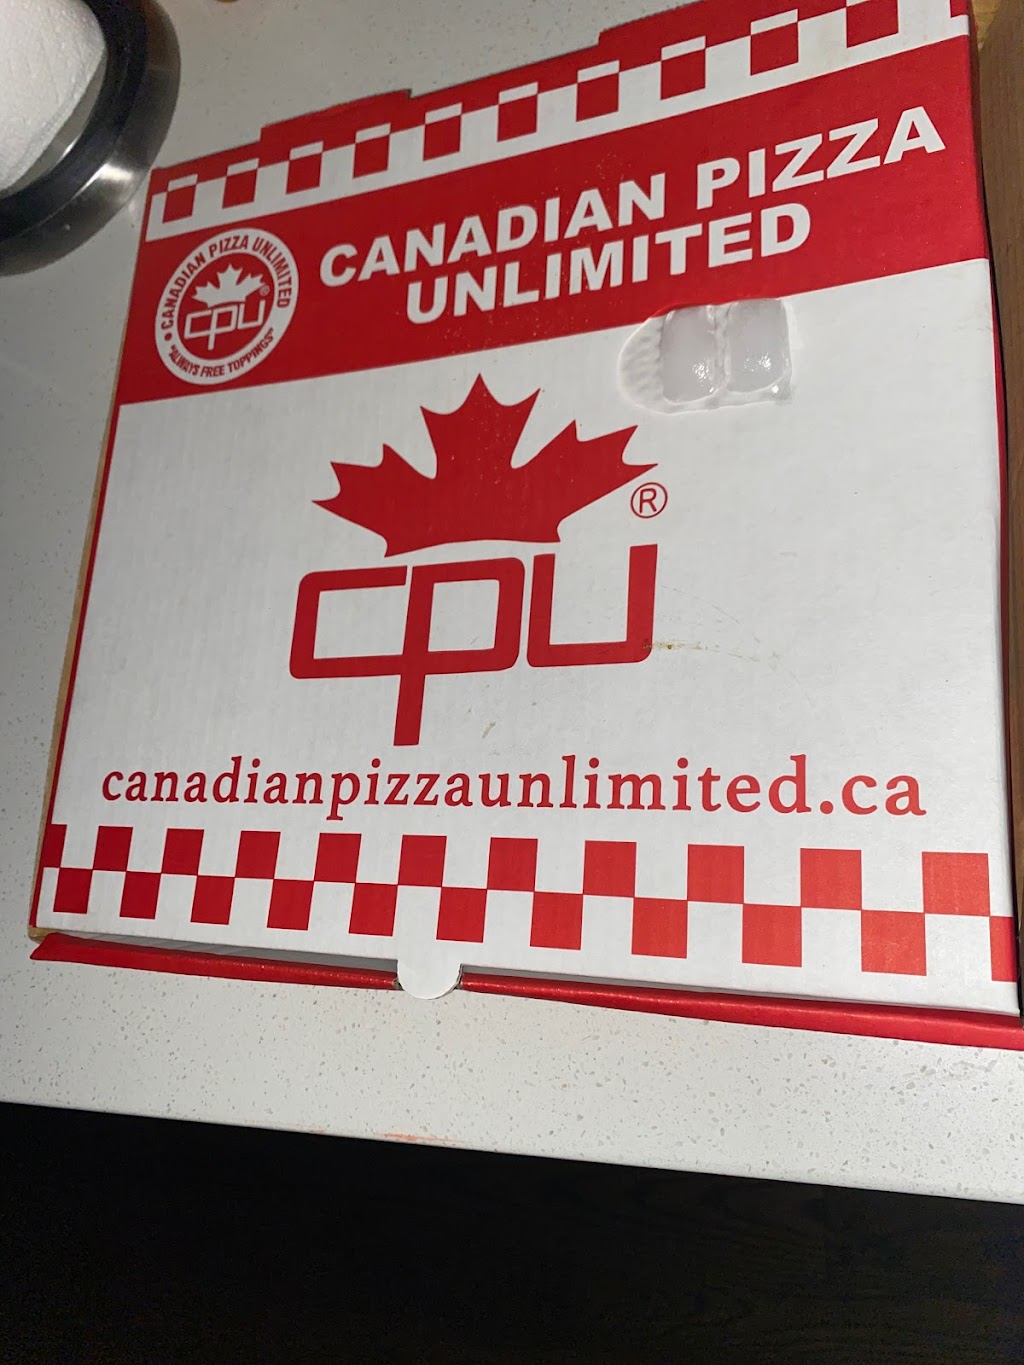 CANADIAN PIZZA
UNLIMITED
• CANADIAN PIZZA UNLIMITED •
cpu®
"ALWAYS FREE TOPPINGS"
cpu®
canadianpizzaunlimited.ca